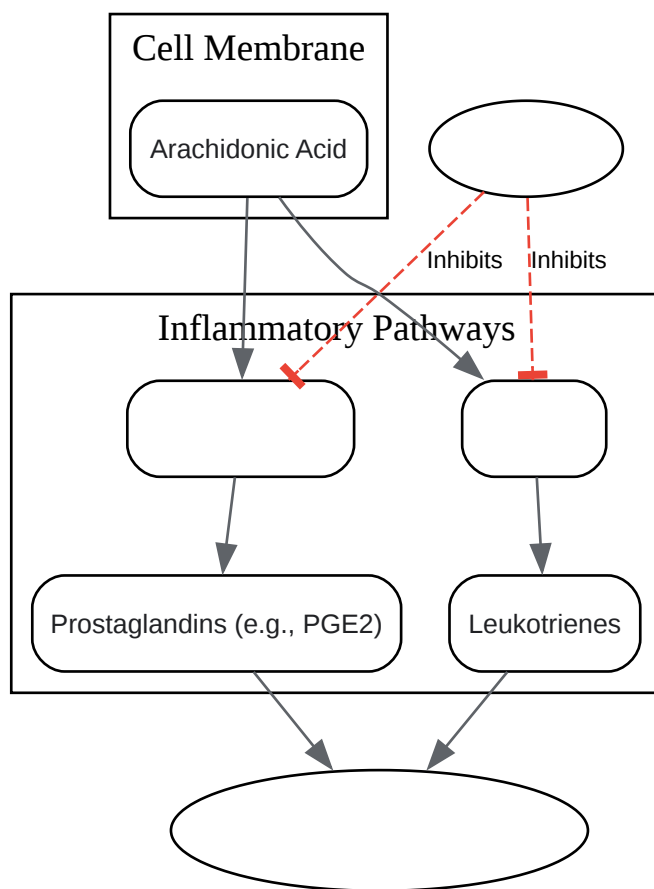 Cell Membrane
Arachidonic Acid
Inhibits
Inhibits
Inflammatory Pathways
Prostaglandins (e.g., PGE2)
Leukotrienes